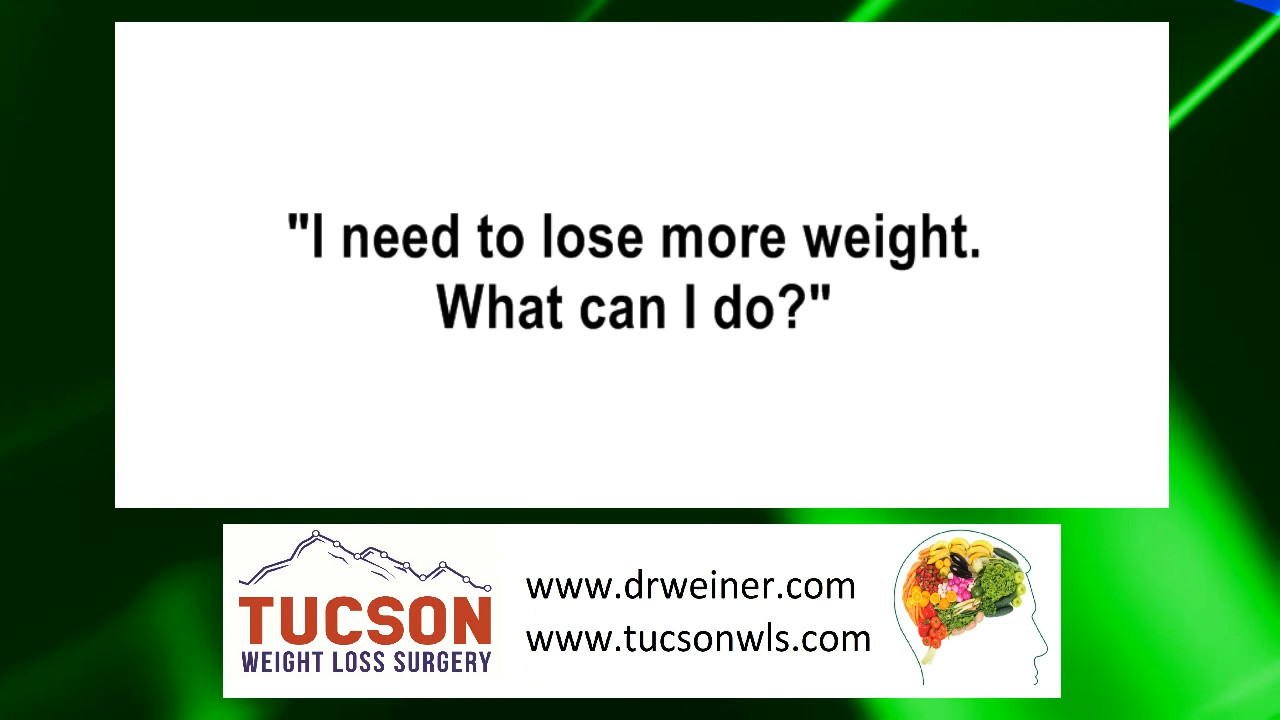 "I need to lose more weight.
What can I do?"
TUCSON
WEIGHT LOSS SURGERY
www.drweiner.com
www.tucsonwls.com